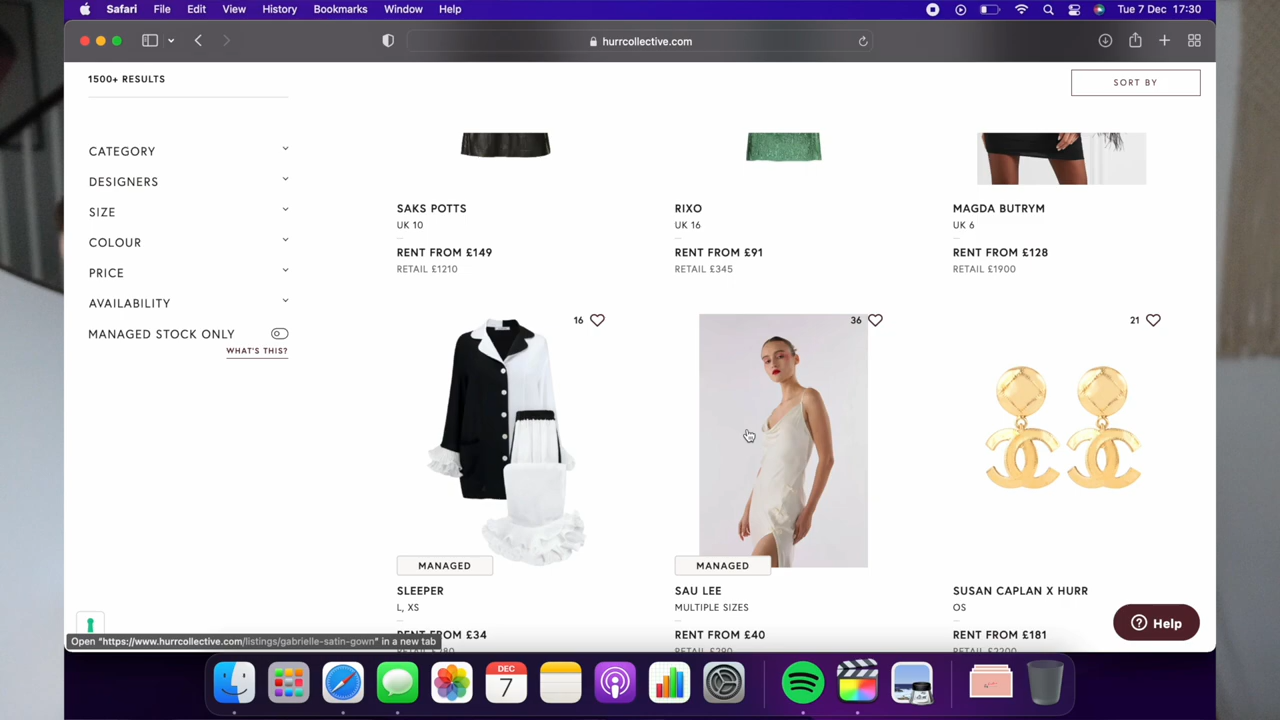 Safari File Edit View History Bookmarks Window Help Tue 7 Dec 17:30
hurrcollective.com
1500+ RESULTS
SORT BY
CATEGORY
DESIGNERS
SIZE
COLOUR
PRICE
AVAILABILITY
MANAGED STOCK ONLY
WHAT'S THIS?
SAKS POTTS
UK 10
RENT FROM £149
RETAIL £1210
RIXO
UK 16
RENT FROM £91
RETAIL £345
MAGDA BUTRYM
UK 6
RENT FROM £128
RETAIL £1900
16
36
21
MANAGED
SLEEPER
L, XS
RENT FROM £34
MANAGED
SAU LEE
MULTIPLE SIZES
RENT FROM £40
SUSAN CAPLAN X HURR
OS
RENT FROM £181
Help
Open "https://www.hurrcollective.com/listings/gabrielle-satin-gown" in a new tab
DEC
7